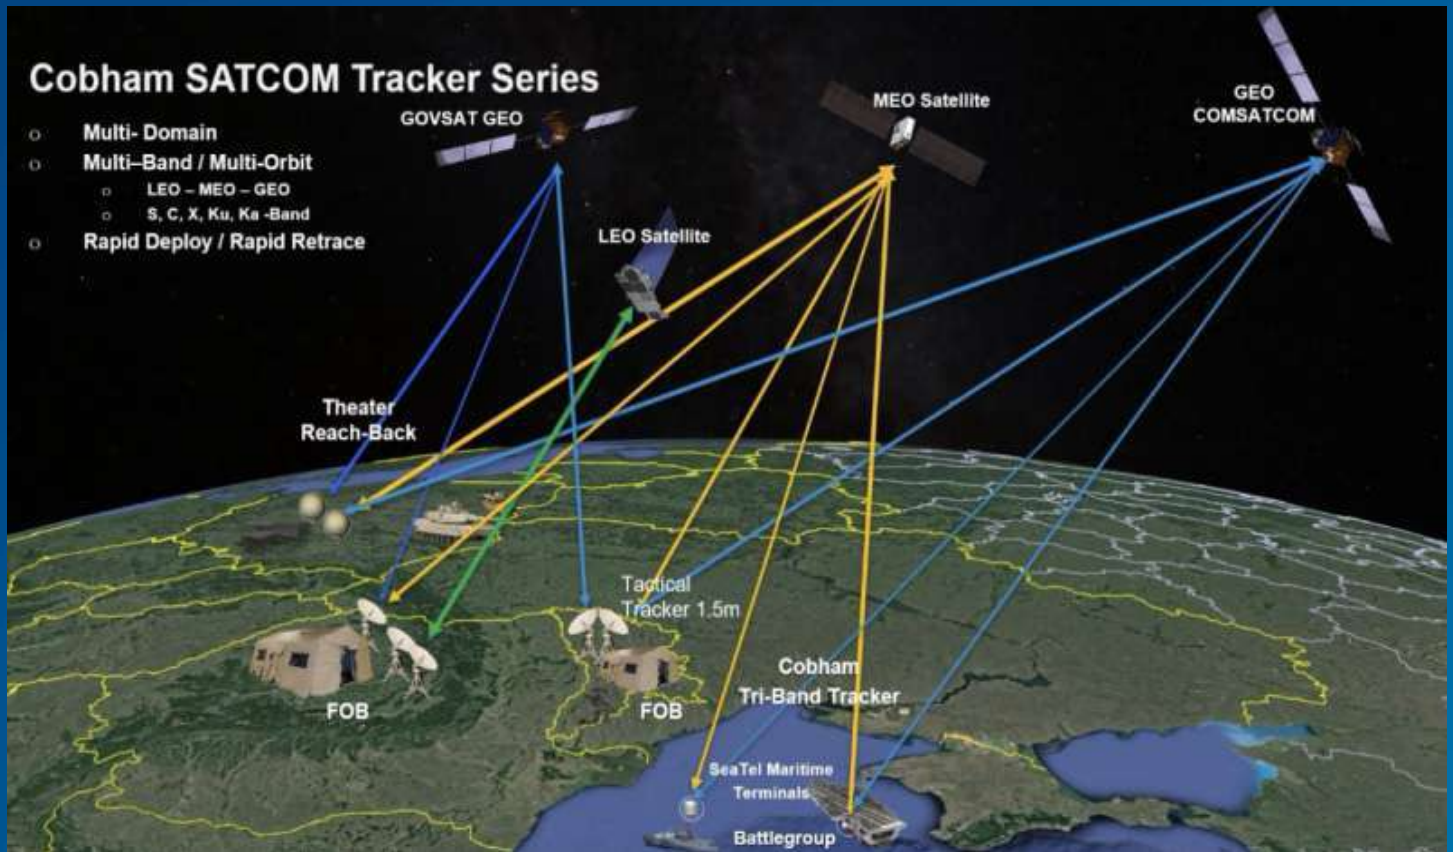 Cobham SATCOM Tracker Series
Multi- Domain
Multi–Band / Multi-Orbit
LEO – MEO – GEO
S, C, X, Ku, Ka -Band
Rapid Deploy / Rapid Retrace
GOVSAT GEO
MEO Satellite
GEO
COMSATCOM
LEO Satellite
Theater
Reach-Back
Tactical
Tracker 1.5m
Cobham
Tri-Band Tracker
FOB
FOB
SeaTel Maritime
Terminals
Battlegroup